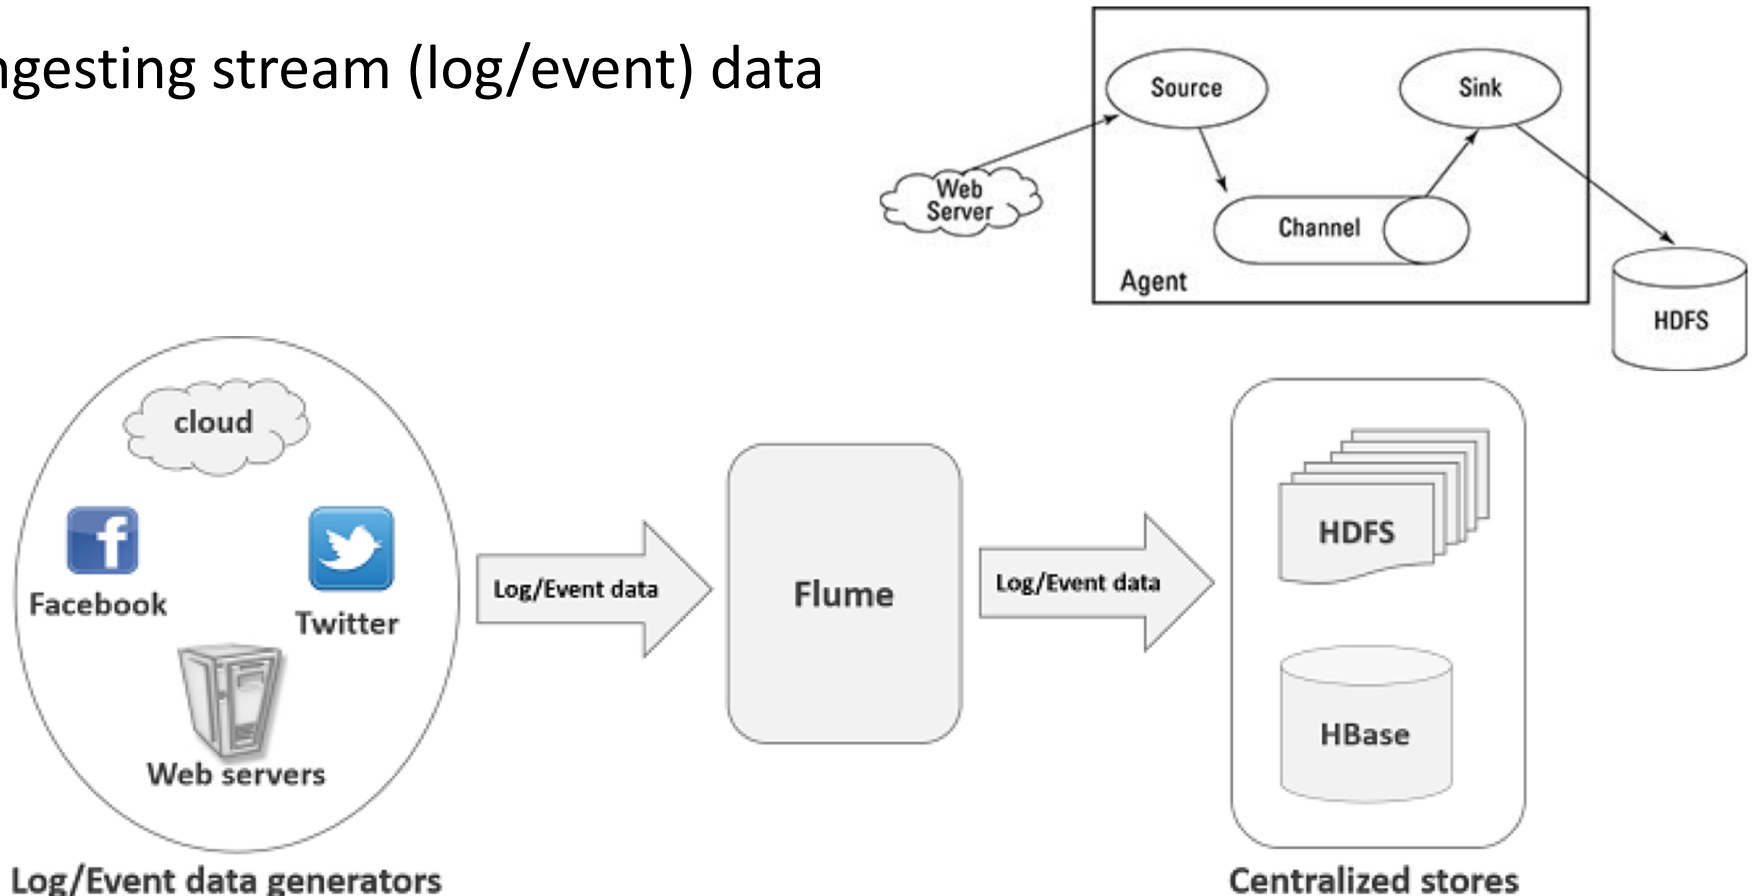 ngesting stream (log/event) data
Source
Sink
Web
Server
Channel
Agent
HDFS
cloud
Facebook
Twitter
Web servers
Log/Event data generators
Log/Event data
Flume
Log/Event data
HDFS
HBase
Centralized stores